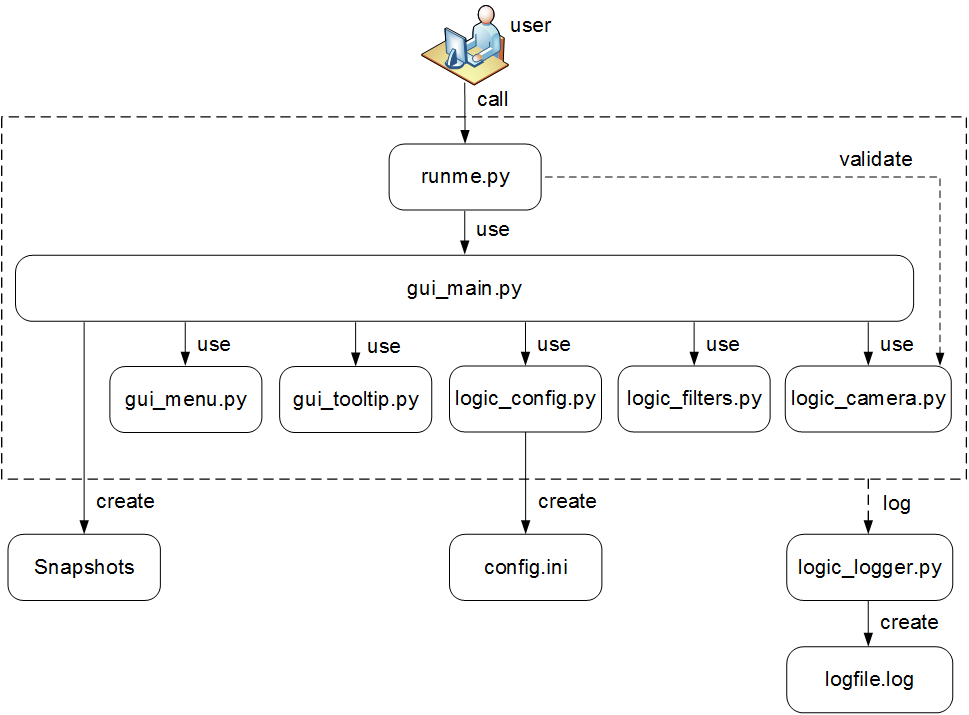 user
call
validate
runme.py
use
gui_main.py
use
use
use
use
use
gui_menu.py
gui_tooltip.py
logic_config.py
logic_filters.py
logic_camera.py
create
create
log
Snapshots
config.ini
logic_logger.py
create
logfile.log